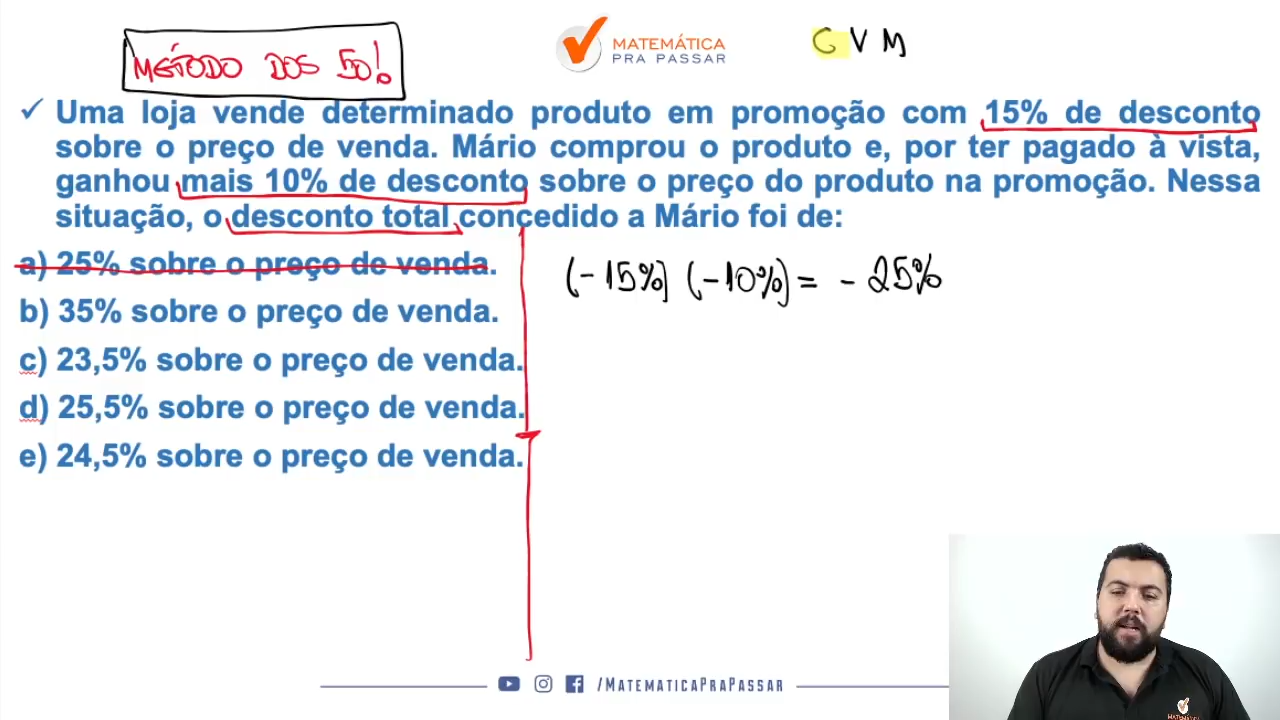 MÉTODO DOS 50!
MATEMÁTICA
PRA PASSAR
C V M
✓ Uma loja vende determinado produto em promoção com 15% de desconto
sobre o preço de venda. Mário comprou o produto e, por ter pagado à vista,
ganhou mais 10% de desconto sobre o preço do produto na promoção. Nessa
situação, o desconto total concedido a Mário foi de:
a) 25% sobre o preço de venda.
b) 35% sobre o preço de venda.
c) 23,5% sobre o preço de venda.
d) 25,5% sobre o preço de venda.
e) 24,5% sobre o preço de venda.
(-15%) (-10%) = - 25%
/MATEMATICAPRAPASSAR